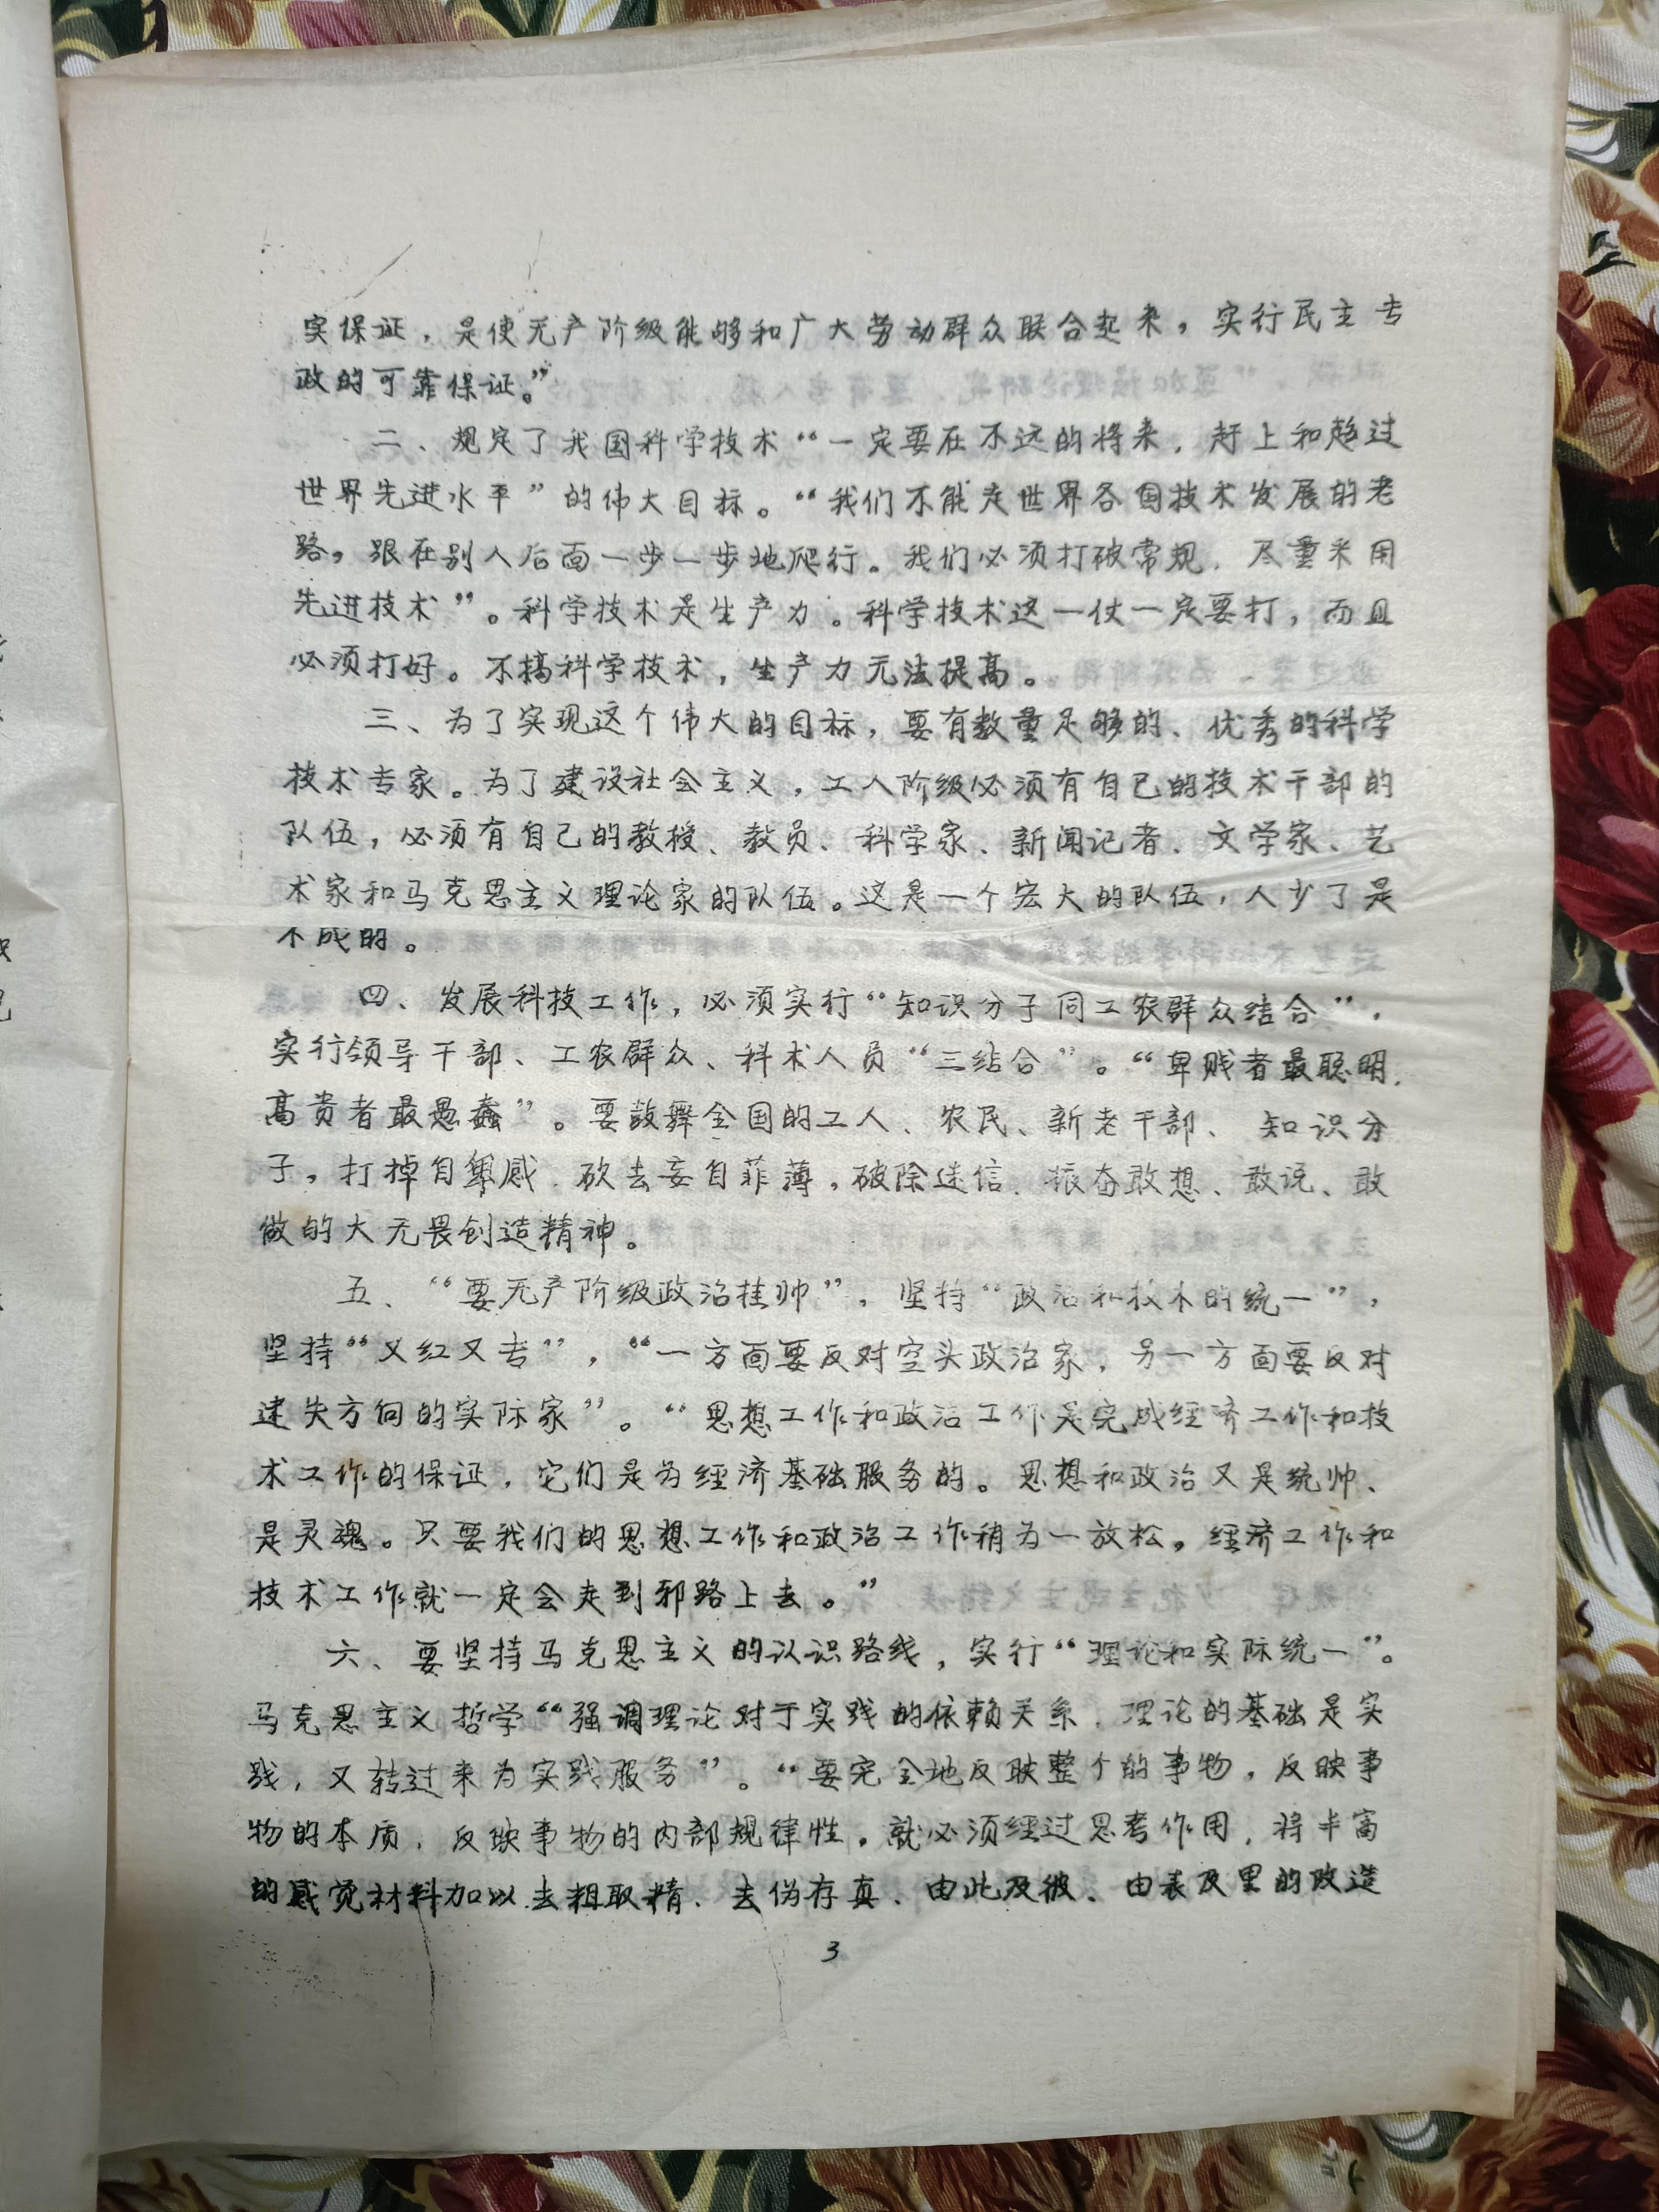 实保证，是使无产阶级能够和广大劳动群众联合起来，实行民主专
政的可靠保证。”
二、规定了我国科学技术“一定要在不远的将来，赶上和超过
世界先进水平”的伟大目标。“我们不能走世界各国技术发展的老
路，跟在别人后面一步一步地爬行。我们必须打破常规，尽量采用
先进技术”。科学技术是生产力。科学技术这一仗一定要打，而且
必须打好。不搞科学技术，生产力无法提高。
三、为了实现这个伟大的目标，要有数量足够的、优秀的科学
技术专家。为了建设社会主义，工人阶级必须有自己的技术干部的
队伍，必须有自己的教授、教员、科学家、新闻记者、文学家、艺
术家和马克思主义理论家的队伍。这是一个宏大的队伍，人少了是
不成的。
四、发展科技工作，必须实行“知识分子同工农群众结合”，
实行领导干部、工农群众、科术人员“三结合”。“卑贱者最聪明，
高贵者最愚蠢”。要鼓舞全国的工人、农民、新老干部、知识分
子，打掉自卑感，砍去妄自菲薄，破除迷信，振奋敢想、敢说、敢
做的大无畏创造精神。
五、“要无产阶级政治挂帅”，坚持“政治和技术的统一”，
坚持“又红又专”，“一方面要反对空头政治家，另一方面要反对
迷失方向的实际家”。“思想工作和政治工作是完成经济工作和技
术工作的保证，它们是为经济基础服务的。思想和政治又是统帅、
是灵魂。只要我们的思想工作和政治工作稍为一放松，经济工作和
技术工作就一定会走到邪路上去。”
六、要坚持马克思主义的认识路线，实行“理论和实际统一”。
马克思主义哲学“强调理论对于实践的依赖关系，理论的基础是实
践，又转过来为实践服务”。“要完全地反映整个的事物，反映事
物的本质，反映事物的内部规律性，就必须经过思考作用，将丰富
的感觉材料加以去粗取精、去伪存真、由此及彼、由表及里的改造
3